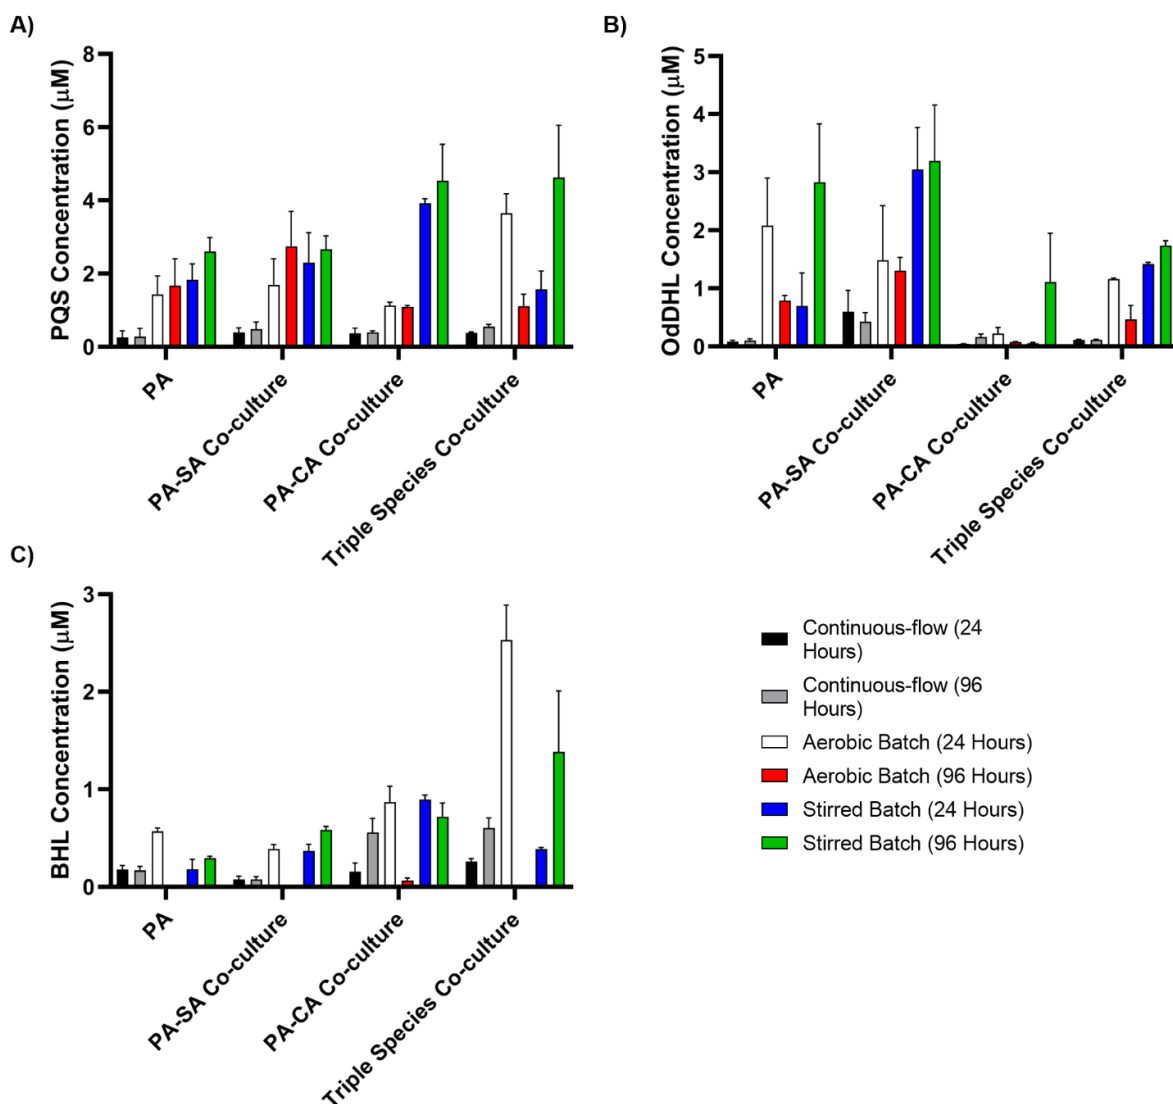 A)
PQS Concentration (μM)
8
6
4
2
0
PA
PA-SA Co-culture
PA-CA Co-culture
Triple Species Co-culture
B)
OdDHL Concentration (μM)
5
4
3
2
1
0
PA
PA-SA Co-culture
PA-CA Co-culture
Triple Species Co-culture
C)
BHL Concentration (μM)
3
2
1
0
PA
PA-SA Co-culture
PA-CA Co-culture
Triple Species Co-culture
Continuous-flow (24
Hours)
Continuous-flow (96
Hours)
Aerobic Batch (24 Hours)
Aerobic Batch (96 Hours)
Stirred Batch (24 Hours)
Stirred Batch (96 Hours)